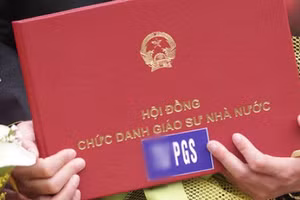 HỘI ĐỒNG
CHỨC DANH GIÁO SƯ NHÀ NƯỚC
PGS